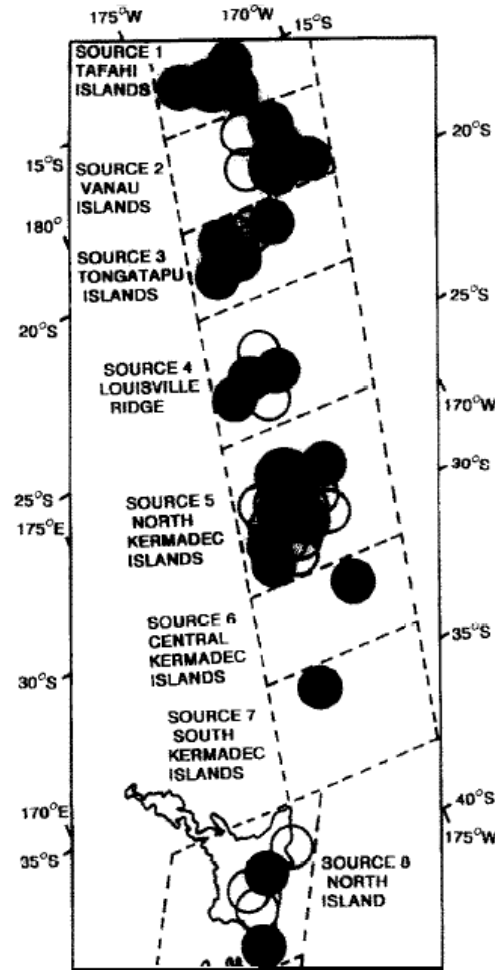 175°W
170°W
15°S
SOURCE 1
TAFAHI
ISLANDS
20°S
15°S
SOURCE 2
VANAU
ISLANDS
180°
SOURCE 3
TONGATAPU
ISLANDS
25°S
20°S
SOURCE 4
LOUISVILLE
RIDGE
170°W
30°S
25°S
175°E
SOURCE 5
NORTH
KERMADEC
ISLANDS
SOURCE 6
CENTRAL
KERMADEC
ISLANDS
35°S
30°S
SOURCE 7
SOUTH
KERMADEC
ISLANDS
170°E
40°S
175°W
35°S
SOURCE 8
NORTH
ISLAND